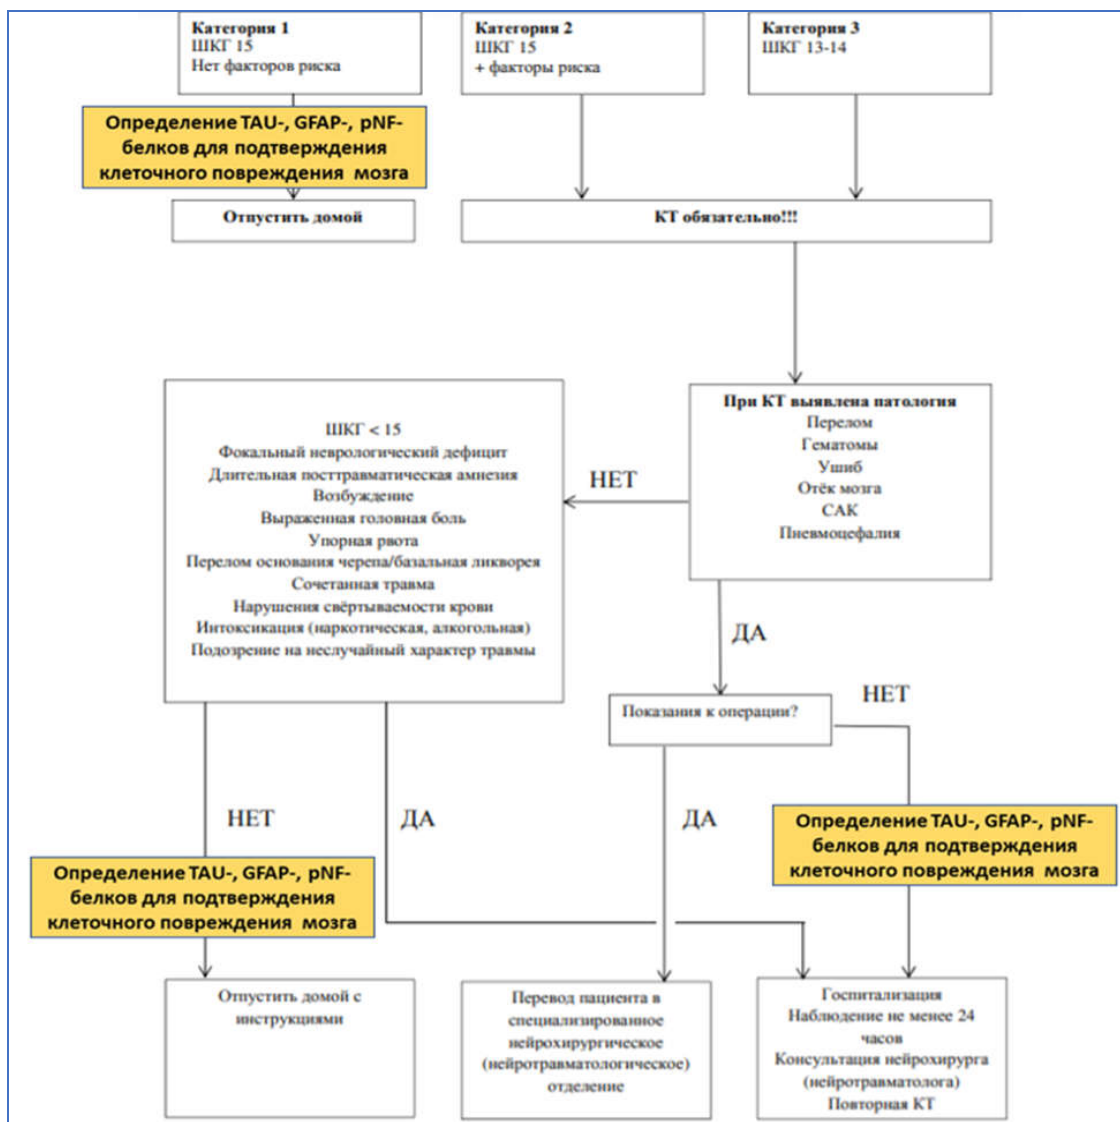 Категория 1
ШКГ 15
Нет факторов риска
Категория 2
ШКГ 15
+ факторы риска
Категория 3
ШКГ 13-14
Определение TAU-, GFAP-, pNF-
белков для подтверждения
клеточного повреждения мозга
Отпустить домой
КТ обязательно!!!
ШКГ < 15
Фокальный неврологический дефицит
Длительная посттравматическая амнезия
Возбуждение
Выраженная головная боль
Упорная рвота
Перелом основания черепа/базальная ликворея
Сочетанная травма
Нарушения свёртываемости крови
Интоксикация (наркотическая, алкогольная)
Подозрение на неслучайный характер травмы
НЕТ
При КТ выявлена патология
Перелом
Гематомы
Ушиб
Отёк мозга
САК
Пневмоцефалия
ДА
Показания к операции?
НЕТ
НЕТ
ДА
ДА
Определение TAU-, GFAP-, pNF-
белков для подтверждения
клеточного повреждения мозга
Определение TAU-, GFAP-, pNF-
белков для подтверждения
клеточного повреждения мозга
Отпустить домой с
инструкциями
Перевод пациента в
специализированное
нейрохирургическое
(нейротравматологическое)
отделение
Госпитализация
Наблюдение не менее 24
часов
Консультация нейрохирурга
(нейротравматолога)
Повторная КТ